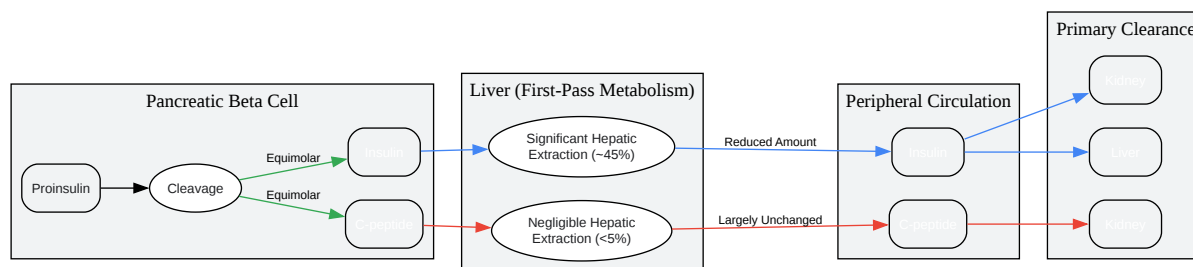 Primary Clearance
Pancreatic Beta Cell
Liver (First-Pass Metabolism)
Peripheral Circulation
Kidney
Proinsulin
Cleavage
Equimolar
Equimolar
Insulin
C-peptide
Significant Hepatic
Extraction (~45%)
Negligible Hepatic
Extraction (<5%)
Reduced Amount
Largely Unchanged
Insulin
C-peptide
Liver
Kidney